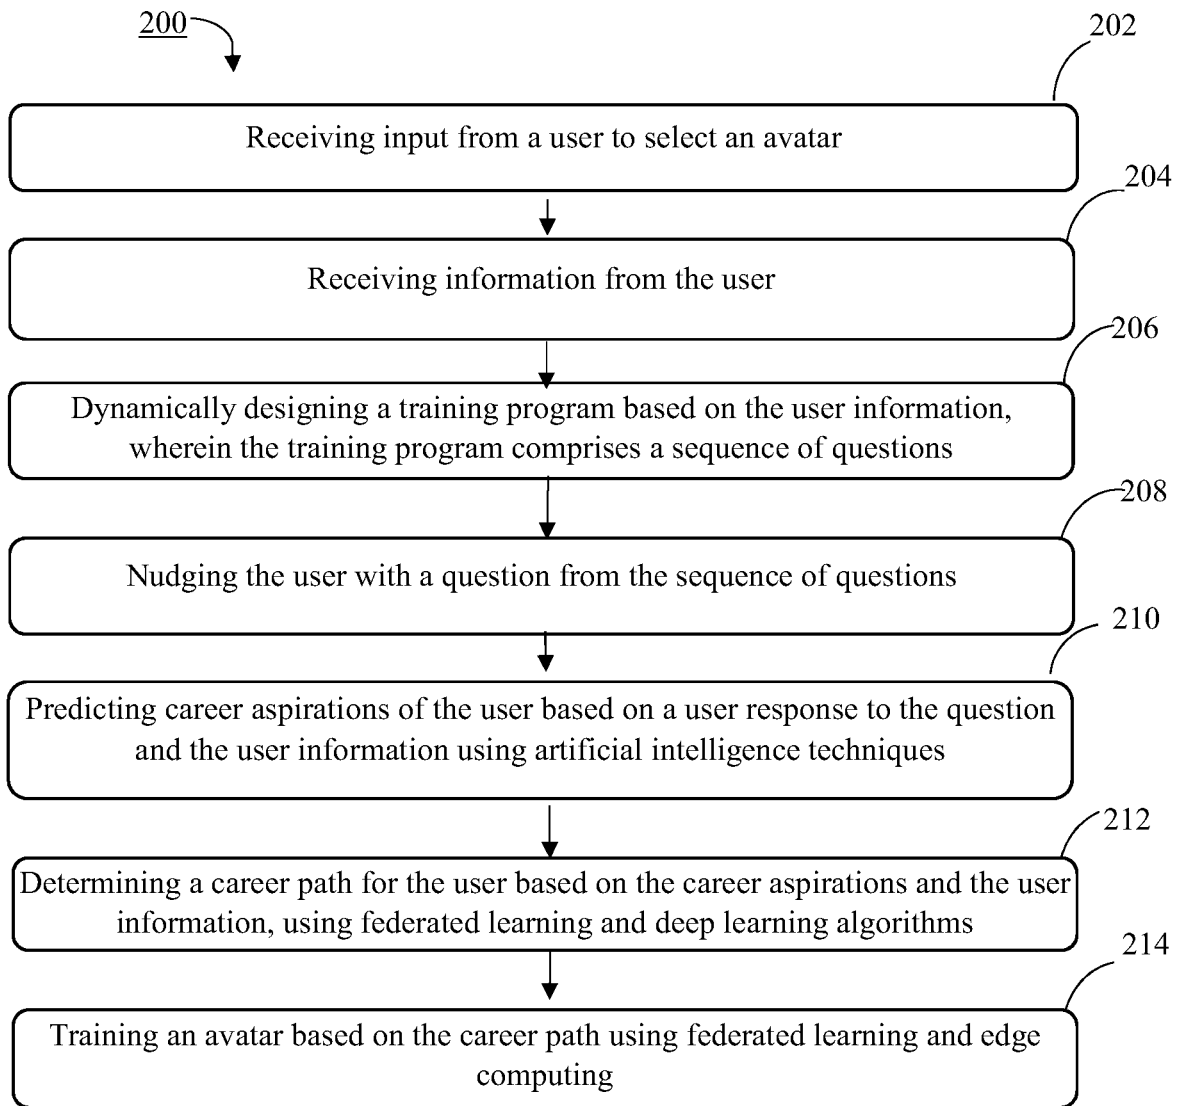 200
202
Receiving input from a user to select an avatar
204
Receiving information from the user
206
Dynamically designing a training program based on the user information,
wherein the training program comprises a sequence of questions
208
Nudging the user with a question from the sequence of questions
210
Predicting career aspirations of the user based on a user response to the question
and the user information using artificial intelligence techniques
212
Determining a career path for the user based on the career aspirations and the user
information, using federated learning and deep learning algorithms
214
Training an avatar based on the career path using federated learning and edge
computing